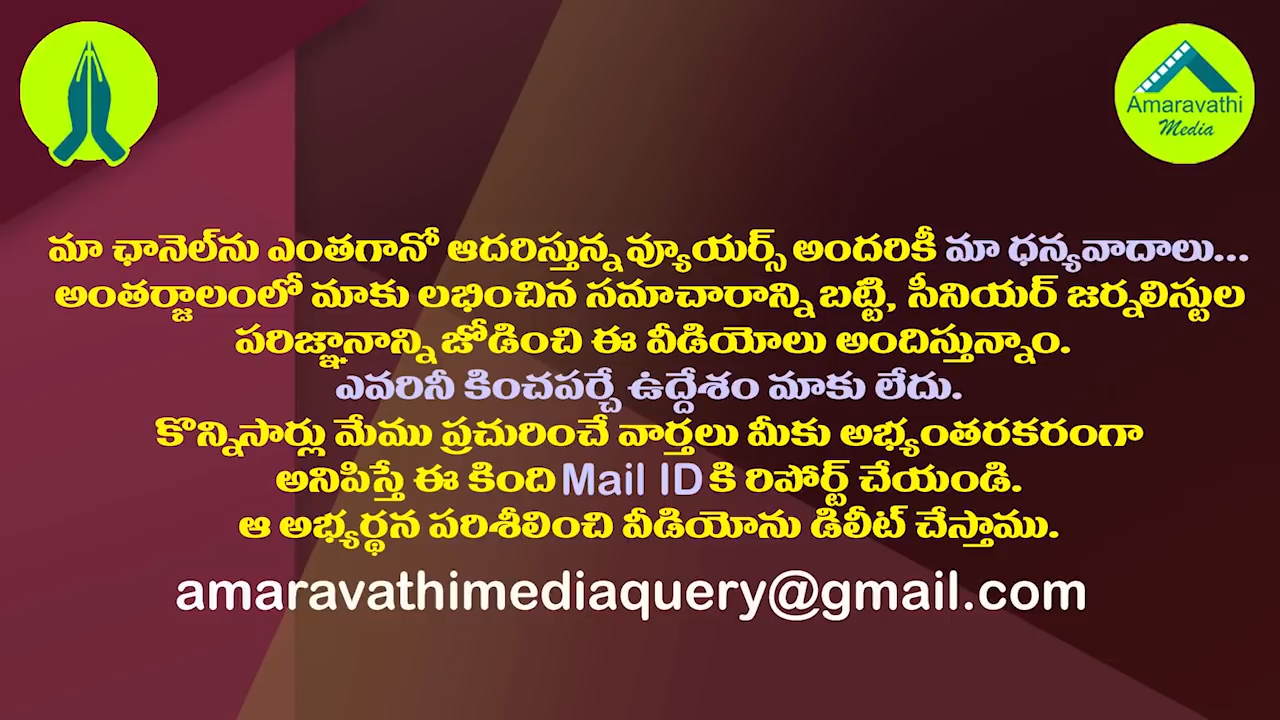 Amaravathi
Media
మా ఛానెల్‌ను ఎంతగానో ఆదరిస్తున్న వ్యూయర్స్ అందరికీ మా ధన్యవాదాలు...
అంతర్జాలంలో మాకు లభించిన సమాచారాన్ని బట్టి, సీనియర్ జర్నలిస్టుల
పరిజ్ఞానాన్ని జోడించి ఈ వీడియోలు అందిస్తున్నాం.
ఎవరినీ కించపర్చే ఉద్దేశం మాకు లేదు.
కొన్నిసార్లు మేము ప్రచురించే వార్తలు మీకు అభ్యంతరకరంగా
అనిపిస్తే ఈ కింది Mail ID కి రిపోర్ట్ చేయండి.
ఆ అభ్యర్థన పరిశీలించి వీడియోను డిలీట్ చేస్తాము.
amaravathimediaquery@gmail.com